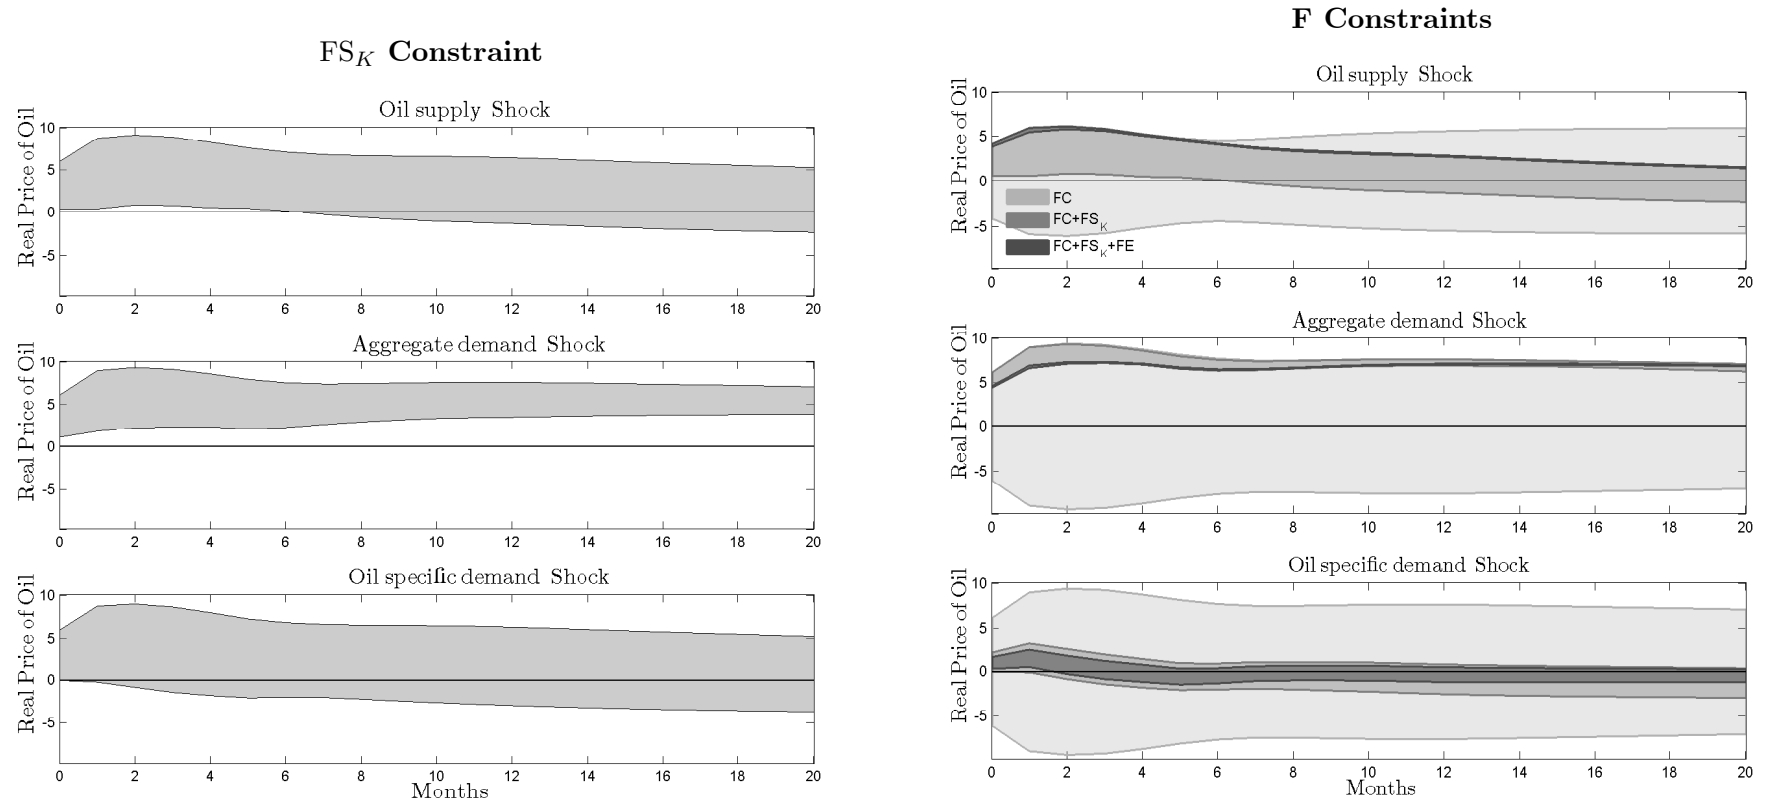 FS_K Constraint
Oil supply Shock
Real Price of Oil
10
5
0
-5
0 2 4 6 8 10 12 14 16 18 20
Aggregate demand Shock
Real Price of Oil
10
5
0
-5
0 2 4 6 8 10 12 14 16 18 20
Oil specific demand Shock
Real Price of Oil
10
5
0
-5
0 2 4 6 8 10 12 14 16 18 20
Months
F Constraints
Oil supply Shock
Real Price of Oil
10
5
0
-5
FC
FC+FS_K
FC+FS_K+FE
0 2 4 6 8 10 12 14 16 18 20
Aggregate demand Shock
Real Price of Oil
10
5
0
-5
0 2 4 6 8 10 12 14 16 18 20
Oil specific demand Shock
Real Price of Oil
10
5
0
-5
0 2 4 6 8 10 12 14 16 18 20
Months